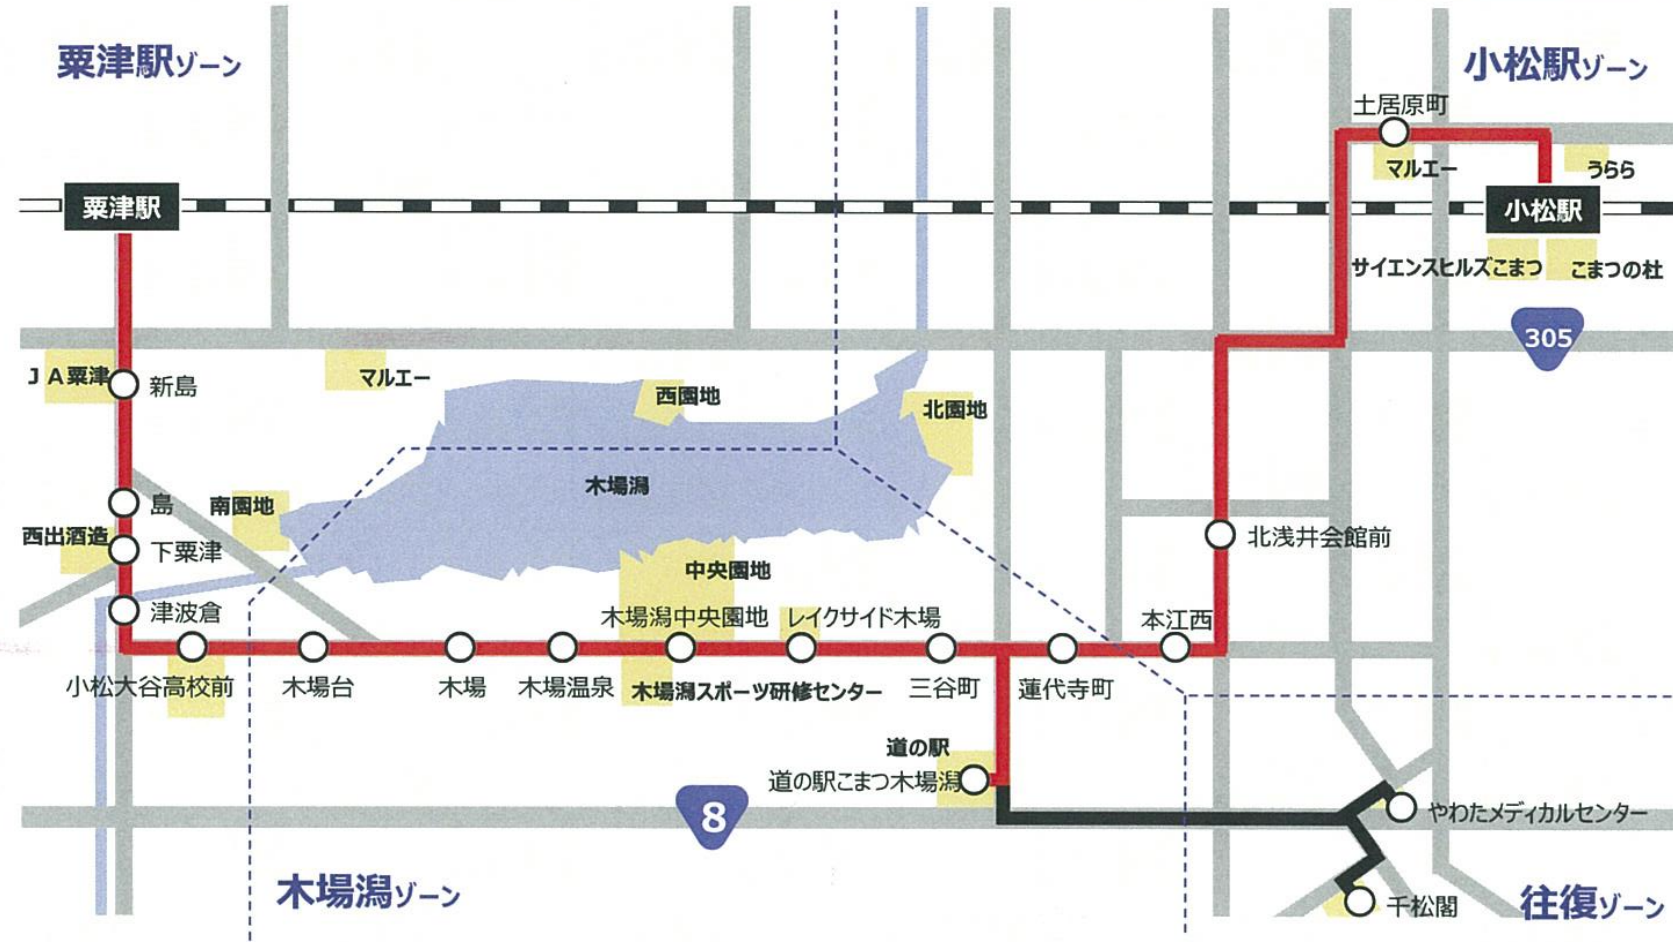 粟津駅ゾーン
小松駅ゾーン
土居原町
マルエー
うらら
粟津駅
小松駅
サイエンスヒルズこまつ
こまつの杜
305
JA粟津
新島
マルエー
西園地
北園地
木場潟
島
南園地
西出酒造
下粟津
北浅井会館前
中央園地
津波倉
木場潟中央園地
レイクサイド木場
本江西
小松大谷高校前
木場台
木場
木場温泉
木場潟スポーツ研修センター
三谷町
蓮代寺町
道の駅
道の駅こまつ木場潟
8
やわたメディカルセンター
木場潟ゾーン
千松閣
往復ゾーン